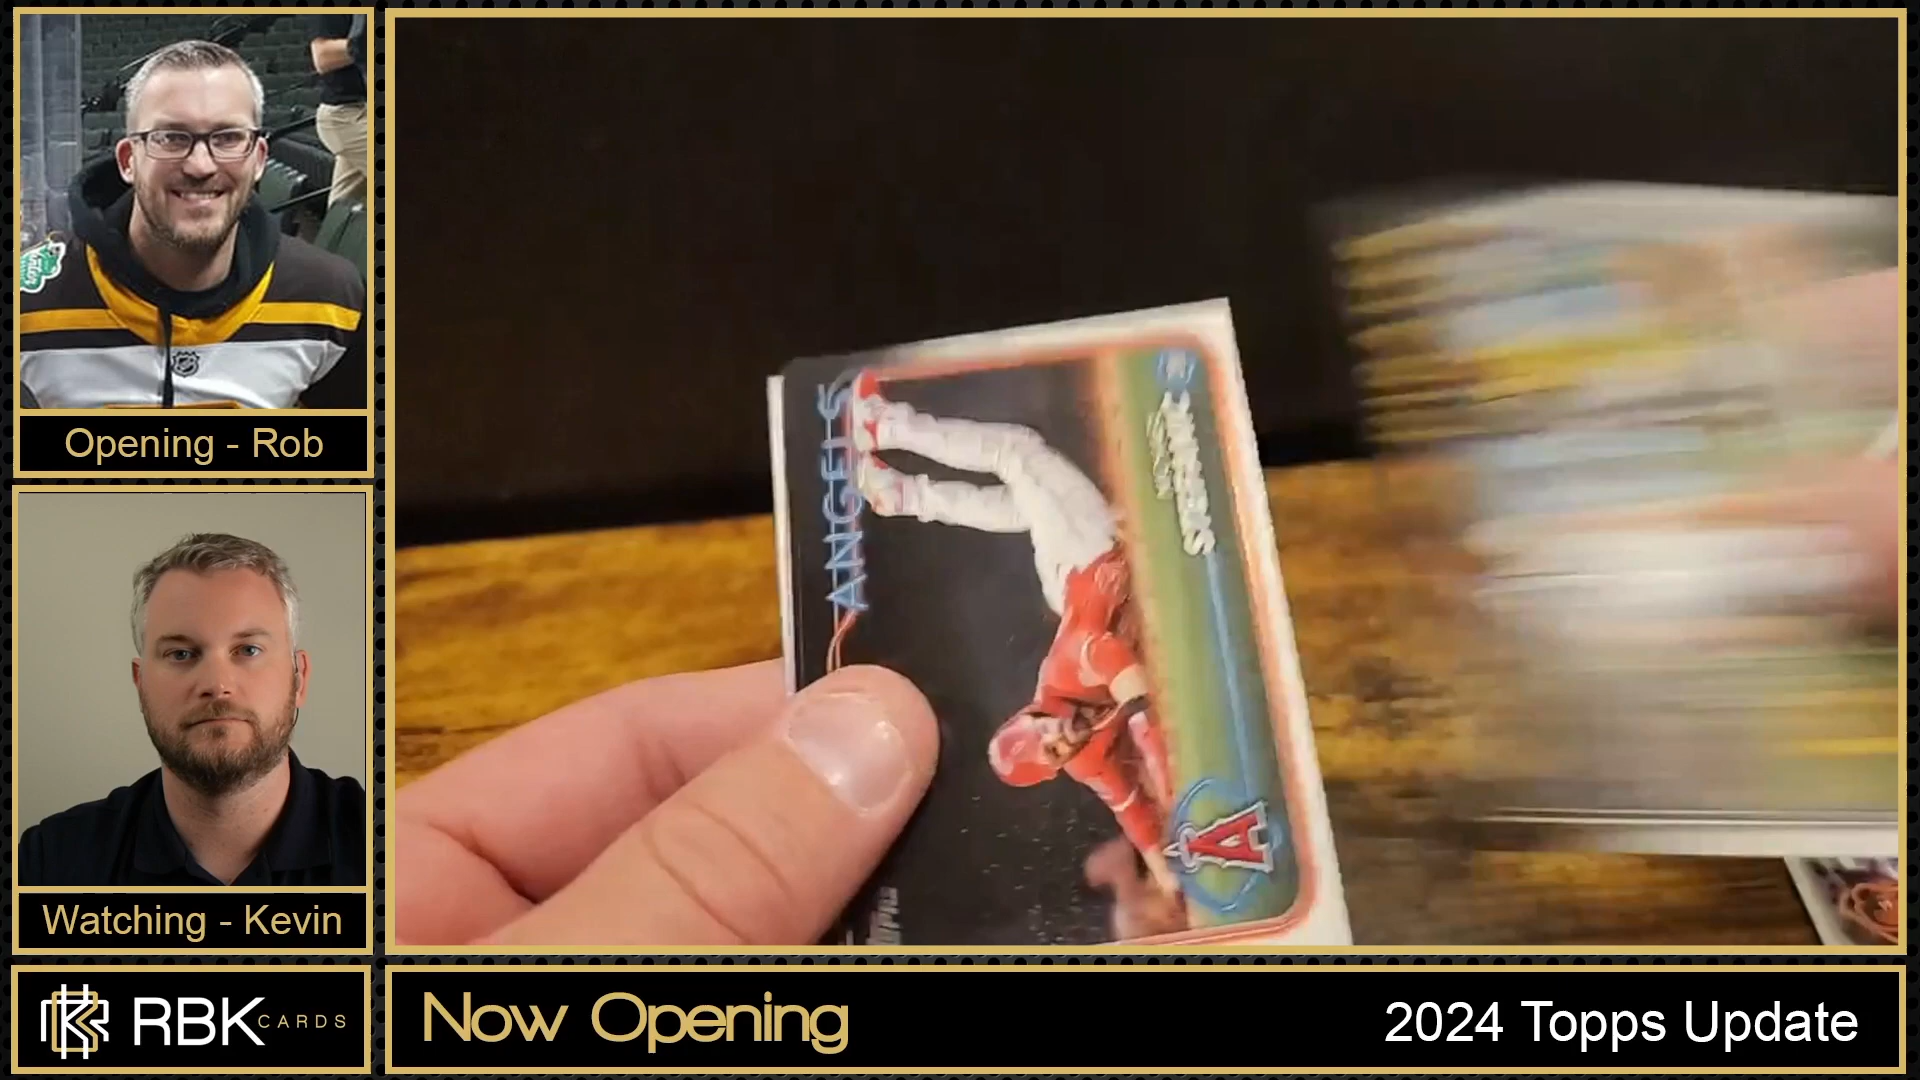 Opening - Rob
Watching - Kevin
RBK CARDS
ANGELS
A
Now Opening
2024 Topps Update